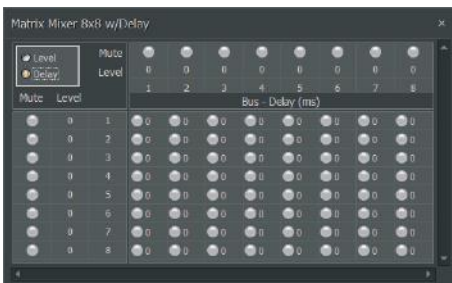 Matrix Mixer 8x8 w/Delay ×
Level Mute
Delay Level 0 0 0 0 0 0 0 0
1 2 3 4 5 6 7 8
Mute Level Bus - Delay (ms)
0 1 0 0 0 0 0 0 0 0
0 2 0 0 0 0 0 0 0 0
0 3 0 0 0 0 0 0 0 0
0 4 0 0 0 0 0 0 0 0
0 5 0 0 0 0 0 0 0 0
0 6 0 0 0 0 0 0 0 0
0 7 0 0 0 0 0 0 0 0
0 8 0 0 0 0 0 0 0 0